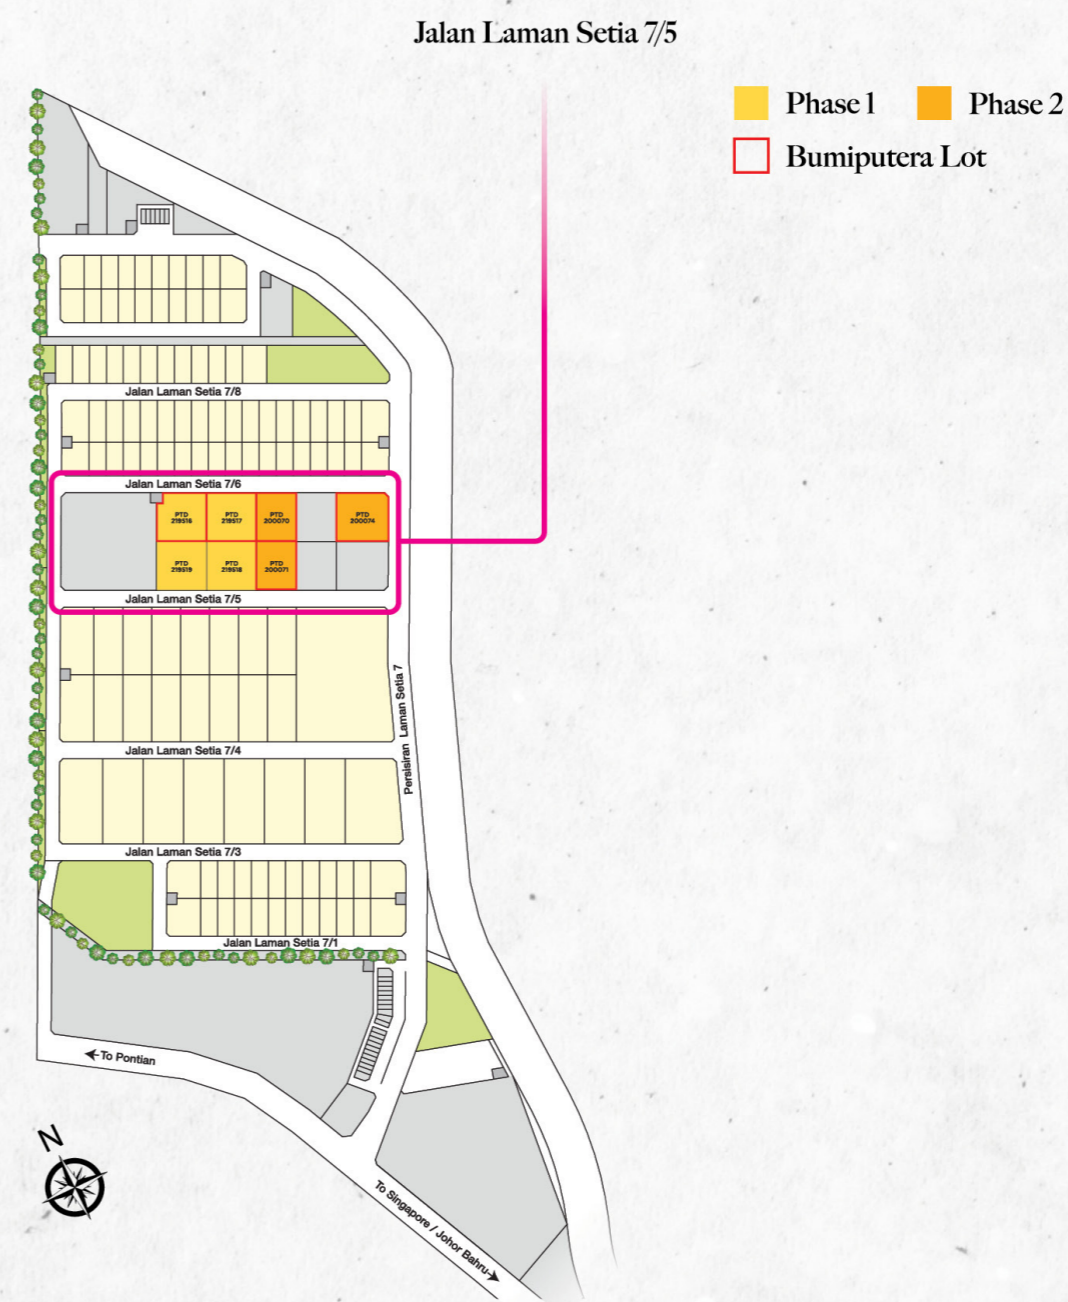 Jalan Laman Setia 7/5
Phase 1
Phase 2
Bumiputera Lot
Jalan Laman Setia 7/8
Jalan Laman Setia 7/6
PTD
219516
PTD
219517
PTD
200070
PTD
200074
PTD
219519
PTD
219518
PTD
200071
Jalan Laman Setia 7/5
Persisiran Laman Setia 7
Jalan Laman Setia 7/4
Jalan Laman Setia 7/3
Jalan Laman Setia 7/1
To Pontian
N
To Singapore / Johor Bahru